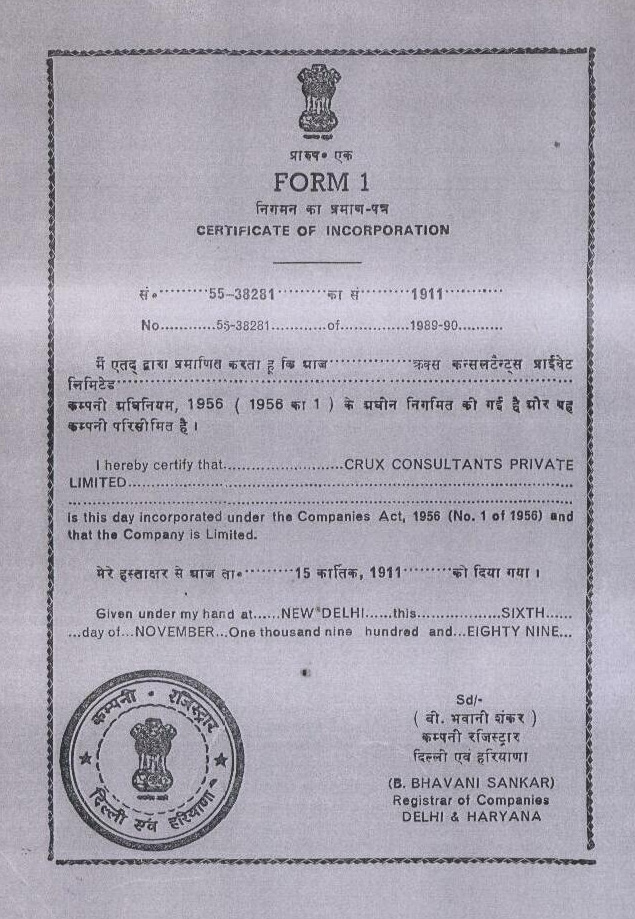 प्रारुप॰ एक
FORM 1
निगमन का प्रमाण-पत्र
CERTIFICATE OF INCORPORATION
सं॰.........55-38281.........का सं.........1911..........
No............55-38281............of...............1989-90..........
मैं एतद् द्वारा प्रमाणित करता हू कि आज...............क्रक्स कन्सलटैन्ट्स प्राईवेट
लिमिटेड
कम्पनी अधिनियम, 1956 ( 1956 का 1 ) के अधीन निगमित की गई है और यह
कम्पनी परिसीमित है ।
I hereby certify that.......................CRUX CONSULTANTS PRIVATE
LIMITED
is this day incorporated under the Companies Act, 1956 (No. 1 of 1956) and
that the Company is Limited.
मेरे हस्ताक्षर से आज ता॰.........15 कार्तिक, 1911.........को दिया गया ।
Given under my hand at......NEW DELHI......this...................SIXTH......
...day of...NOVEMBER...One thousand nine hundred and...EIGHTY NINE...
Sd/-
( वी. भवानी शंकर )
कम्पनी रजिस्ट्रार
दिल्ली एवं हरियाणा
(B. BHAVANI SANKAR)
Registrar of Companies
DELHI & HARYANA
कम्पनी • रजिस्ट्रार
दिल्ली एवं हरियाणा